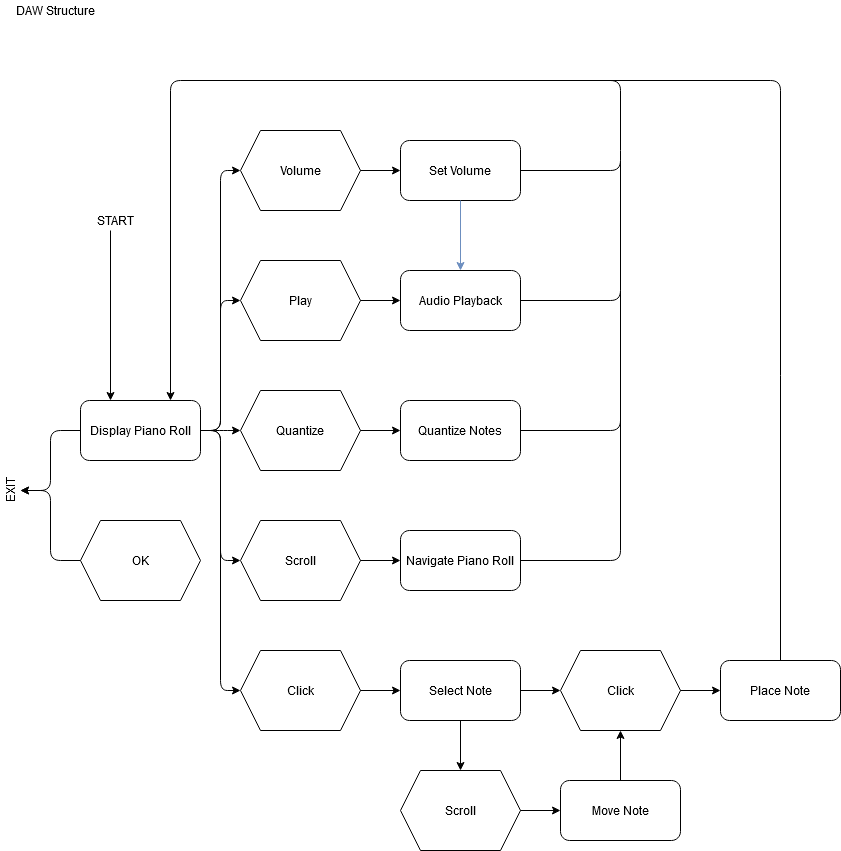 DAW Structure
Volume
Set Volume
START
Play
Audio Playback
Display Piano Roll
Quantize
Quantize Notes
EXIT
OK
Scroll
Navigate Piano Roll
Click
Select Note
Click
Place Note
Scroll
Move Note